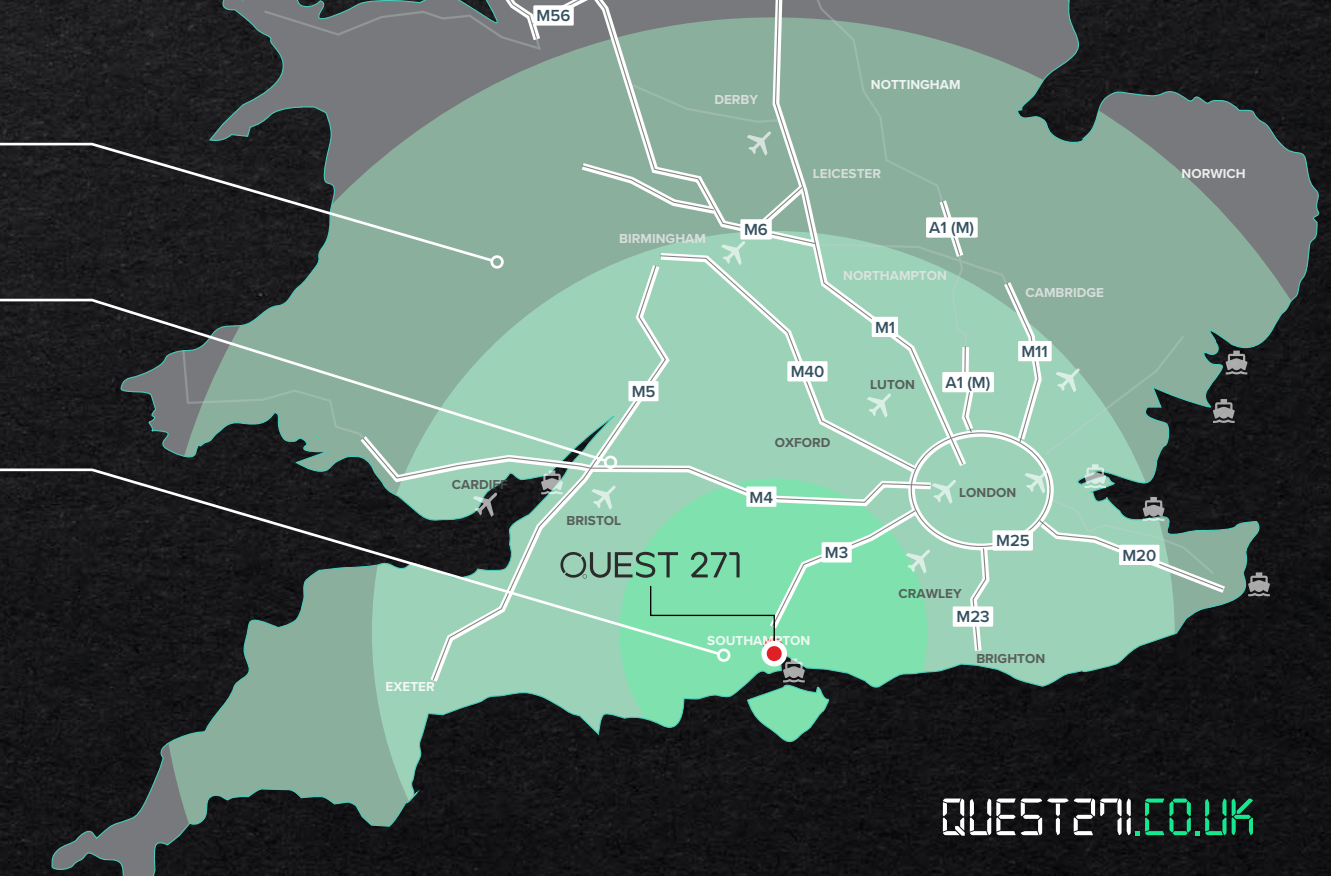 M56
NOTTINGHAM
DERBY
LEICESTER
NORWICH
A1 (M)
M6
BIRMINGHAM
NORTHAMPTON
CAMBRIDGE
M1
M11
M40
LUTON
A1 (M)
M5
OXFORD
CARDIFF
M4
LONDON
BRISTOL
M25
M3
M20
QUEST 271
CRAWLEY
M23
SOUTHAMPTON
BRIGHTON
EXETER
QUEST271.CO.UK